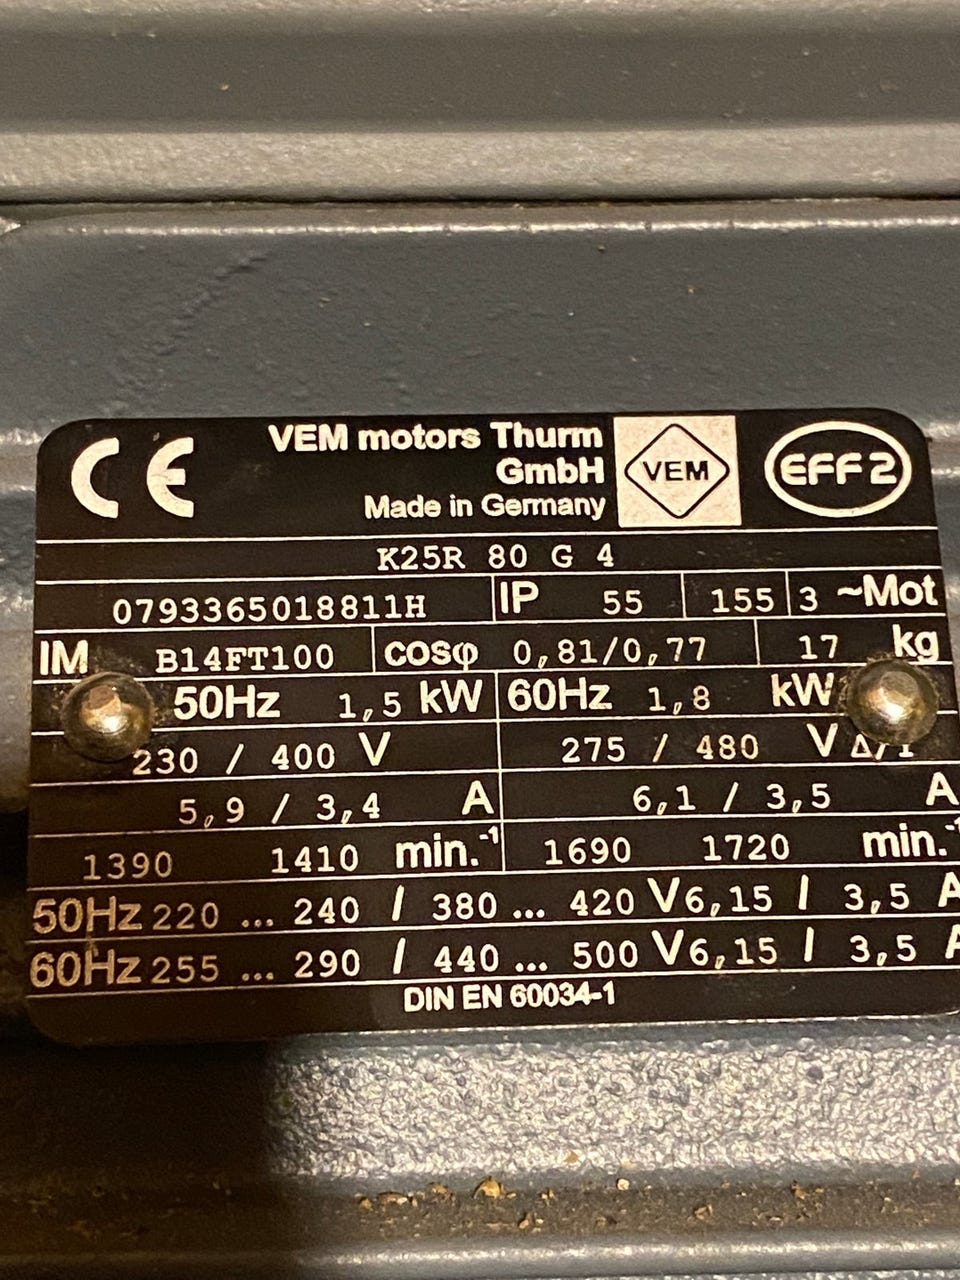 CE VEM motors Thurm GmbH Made in Germany VEM EFF2
K25R 80 G 4
0793365018811H IP 55 155 3 ~Mot
IM B14FT100 cosφ 0,81/0,77 17 kg
50Hz 1,5 kW 60Hz 1,8 kW
230 / 400 V 275 / 480 V Δ/Y
5,9 / 3,4 A 6,1 / 3,5 A
1390 1410 min.-1 1690 1720 min.-1
50Hz 220 ... 240 / 380 ... 420 V 6,15 / 3,5 A
60Hz 255 ... 290 / 440 ... 500 V 6,15 / 3,5 A
DIN EN 60034-1